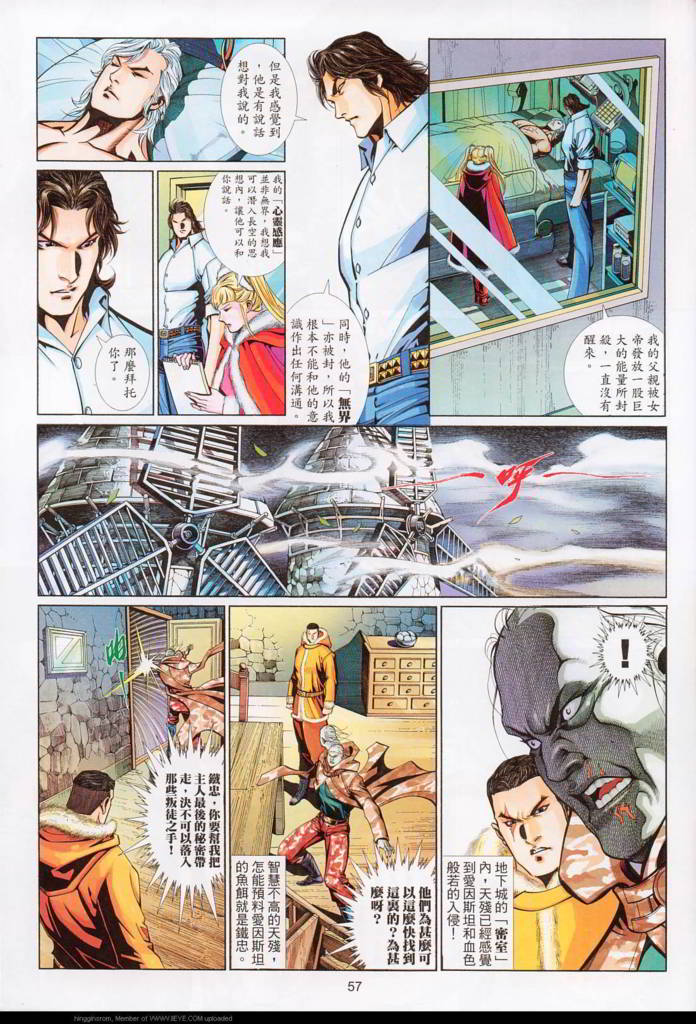 我的父親被女
帝發放一股巨
大的能量所封
殺，一直沒有
醒來。
同時，他的「無界
」亦被封，所以我
根本不能和他的意
識作出任何溝通。
但是我感覺到
，他是有說話
想對我說的。
我的「心靈感應」
並非無界，我想我
可以潛入長空的思
想內，讓他可以和
你說話。
那麼拜托
你了。
呼
！
地下城的「密室」
內，天殘已經感覺
到愛因斯坦和血色
般若的入侵！
他們為甚麼可
以這麼快找到
這裏的？為甚
麼呀？
智慧不高的天殘，
怎能預料愛因斯坦
的魚餌就是鐵忠。
鐵忠，你要幫我把
主人最後的秘密帶
走，決不可以落入
那些叛徒之手！
57
hingginsrom, Member of WWW.IIEYE.COM uploaded